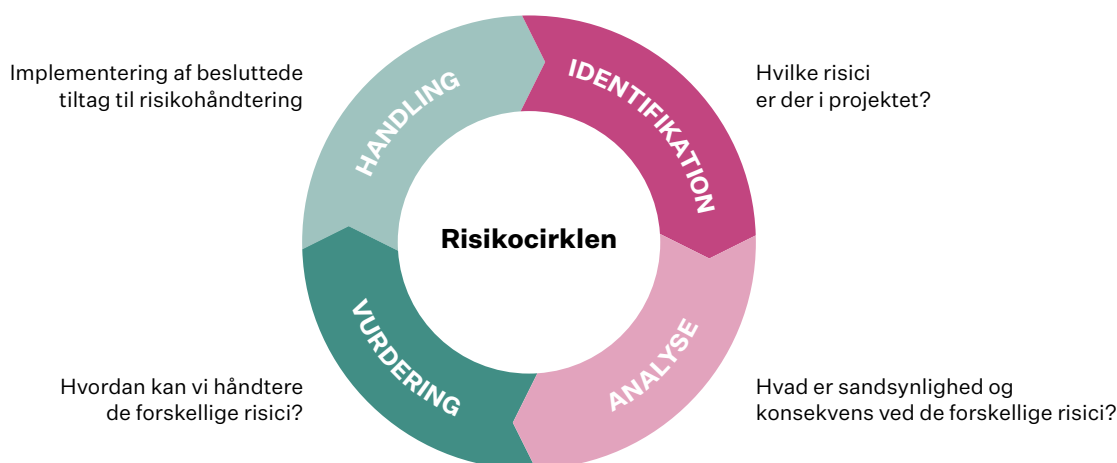 Implementering af besluttede
tiltag til risikohåndtering
HANDLING
IDENTIFIKATION
Hvilke risici
er der i projektet?
Risikocirklen
VURDERING
ANALYSE
Hvordan kan vi håndtere
de forskellige risici?
Hvad er sandsynlighed og
konsekvens ved de forskellige risici?